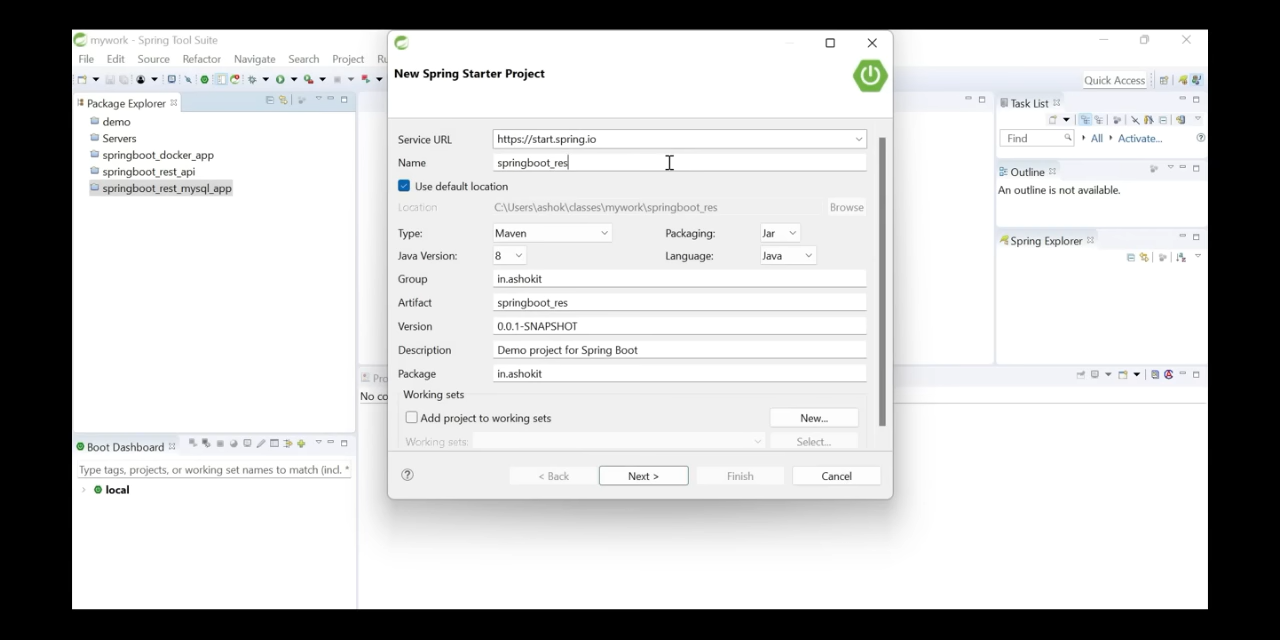 mywork - Spring Tool Suite
File Edit Source Refactor Navigate Search Project Ru
Quick Access
Package Explorer
demo
Servers
springboot_docker_app
springboot_rest_api
springboot_rest_mysql_app
Boot Dashboard
Type tags, projects, or working set names to match (incl. *
local
New Spring Starter Project
Service URL https://start.spring.io
Name springboot_res
Use default location
Location C:\Users\ashok\classes\mywork\springboot_res Browse
Type: Maven Packaging: Jar
Java Version: 8 Language: Java
Group in.ashokit
Artifact springboot_res
Version 0.0.1-SNAPSHOT
Description Demo project for Spring Boot
Package in.ashokit
Working sets
Add project to working sets New...
Working sets: Select...
? < Back Next > Finish Cancel
Pro
No co
Task List
Find All Activate...
Outline
An outline is not available.
Spring Explorer